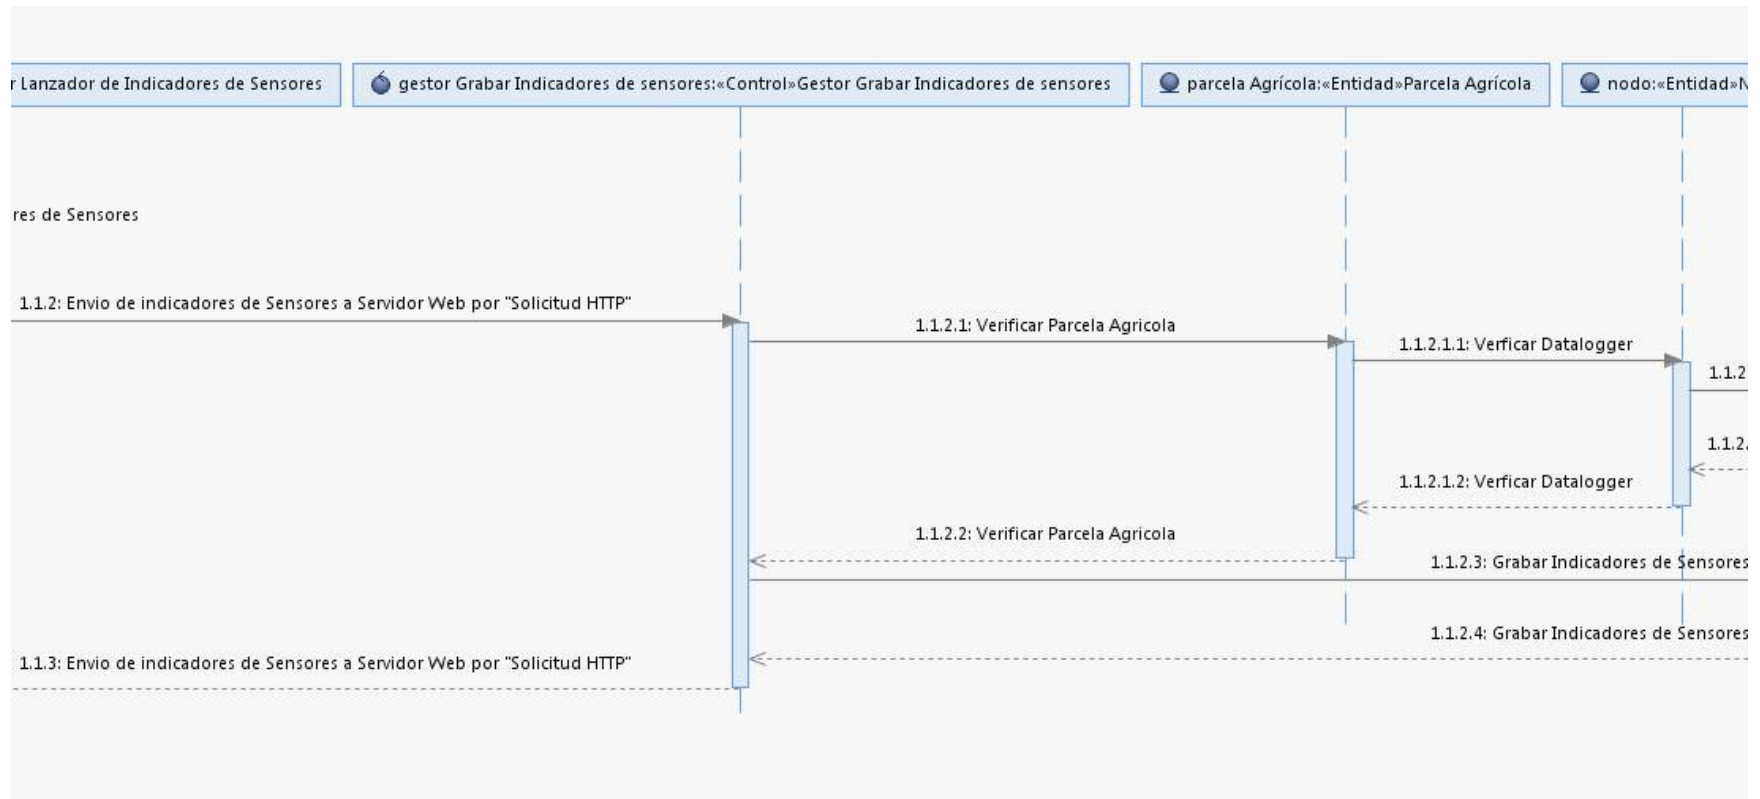 r Lanzador de Indicadores de Sensores
gestor Grabar Indicadores de sensores:«Control»Gestor Grabar Indicadores de sensores
parcela Agrícola:«Entidad»Parcela Agrícola
nodo:«Entidad»N
res de Sensores
1.1.2: Envio de indicadores de Sensores a Servidor Web por "Solicitud HTTP"
1.1.2.1: Verificar Parcela Agricola
1.1.2.1.1: Verficar Datalogger
1.1.2
1.1.2.
1.1.2.1.2: Verficar Datalogger
1.1.2.2: Verificar Parcela Agricola
1.1.2.3: Grabar Indicadores de Sensores
1.1.2.4: Grabar Indicadores de Sensores
1.1.3: Envio de indicadores de Sensores a Servidor Web por "Solicitud HTTP"